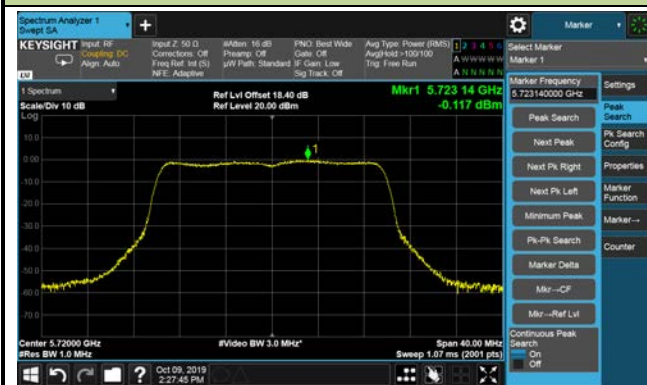 Spectrum Analyzer 1
Swept SA
+
Marker
KEYSIGHT
Input: RF
Coupling: DC
Align: Auto
Input Z: 50 Ω
Corrections: Off
Freq Ref: Int (S)
NFE: Adaptive
#Atten: 16 dB
Preamp: Off
µW Path: Standard
PNO: Best Wide
Gate: Off
IF Gain: Low
Sig Track: Off
Avg Type: Power (RMS)
Avg|Hold:>100/100
Trig: Free Run
1 2 3 4 5 6
A W W W W W
A N N N N N
Select Marker
Marker 1
LXI
1 Spectrum
Scale/Div 10 dB
Log
Ref Lvl Offset 18.40 dB
Ref Level 20.00 dBm
Mkr1 5.723 14 GHz
-0.117 dBm
Marker Frequency
5.723140000 GHz
Settings
Peak Search
Next Peak
Next Pk Right
Next Pk Left
Minimum Peak
Pk-Pk Search
Marker Delta
Mkr→CF
Mkr→Ref Lvl
Continuous Peak
Search
On
Off
Peak
Search
Pk Search
Config
Properties
Marker
Function
Marker→
Counter
10.0
0.00
-10.0
-20.0
-30.0
-40.0
-50.0
-60.0
-70.0
1
Center 5.72000 GHz
#Res BW 1.0 MHz
#Video BW 3.0 MHz*
Span 40.00 MHz
Sweep 1.07 ms (2001 pts)
?
Oct 09, 2019
2:27:45 PM